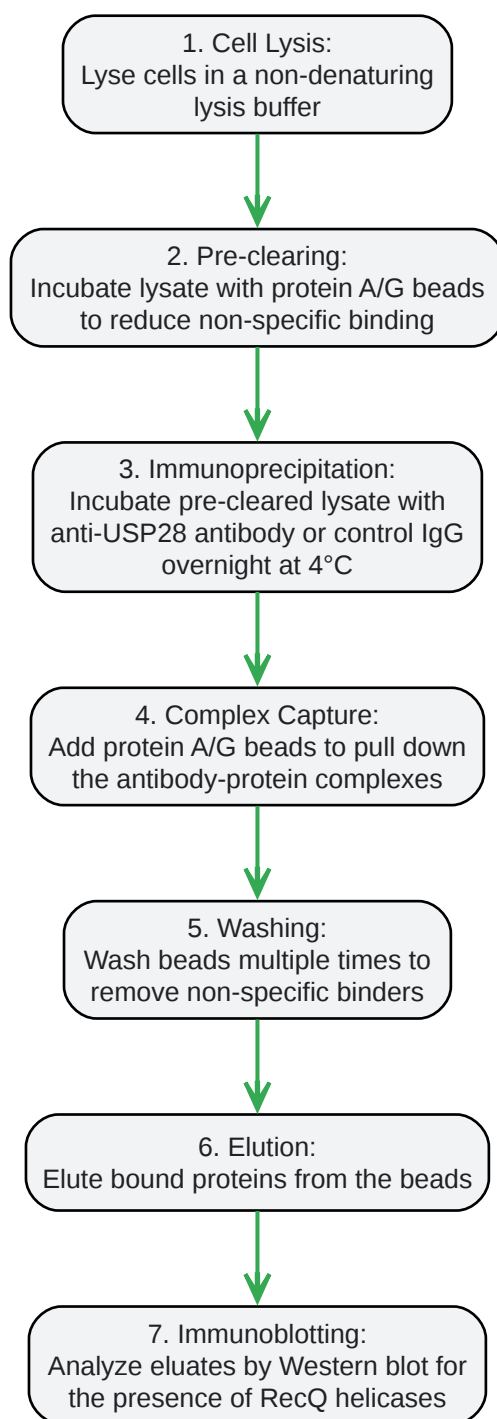 1. Cell Lysis:
Lyse cells in a non-denaturing
lysis buffer
2. Pre-clearing:
Incubate lysate with protein A/G beads
to reduce non-specific binding
3. Immunoprecipitation:
Incubate pre-cleared lysate with
anti-USP28 antibody or control IgG
overnight at 4°C
4. Complex Capture:
Add protein A/G beads to pull down
the antibody-protein complexes
5. Washing:
Wash beads multiple times to
remove non-specific binders
6. Elution:
Elute bound proteins from the beads
7. Immunoblotting:
Analyze eluates by Western blot for
the presence of RecQ helicases